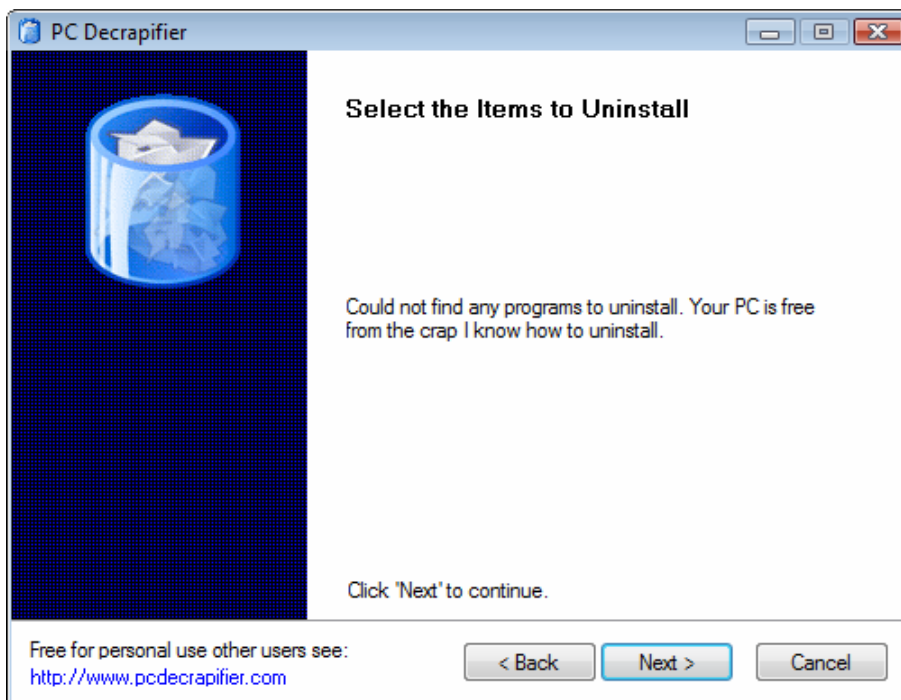 PC Decrapifier
Select the Items to Uninstall
Could not find any programs to uninstall. Your PC is free
from the crap I know how to uninstall.
Click 'Next' to continue.
Free for personal use other users see:
http://www.pcdecrapifier.com
< Back
Next >
Cancel